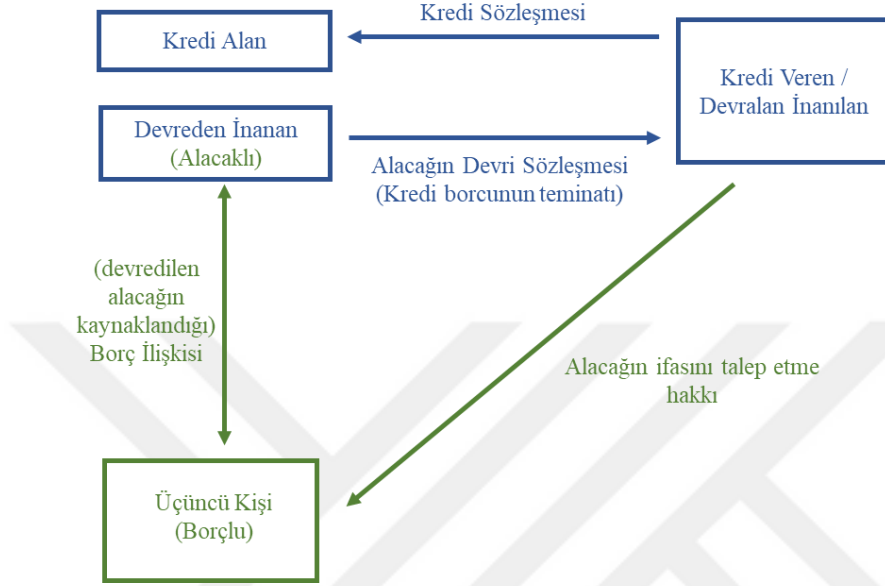 Kredi Sözleşmesi
Kredi Alan
Kredi Veren /
Devralan İnanılan
Devreden İnanan
(Alacaklı)
Alacağın Devri Sözleşmesi
(Kredi borcunun teminatı)
(devredilen
alacağın
kaynaklandığı)
Borç İlişkisi
Alacağın ifasını talep etme
hakkı
Üçüncü Kişi
(Borçlu)